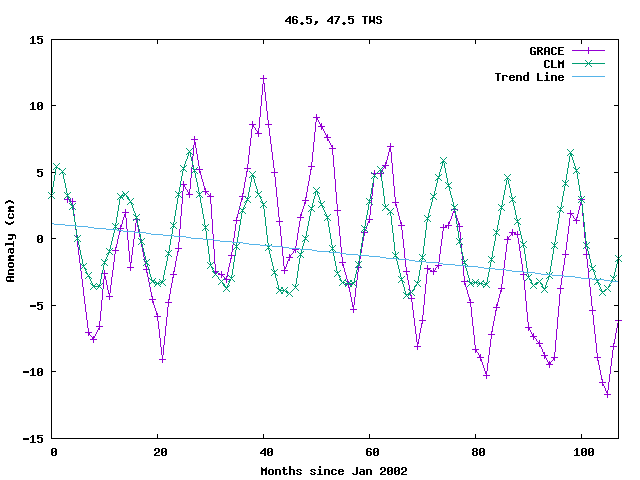 46.5, 47.5 TWS
GRACE
CLM
Trend Line
15
10
5
0
-5
-10
-15
Anomaly (cm)
0 20 40 60 80 100
Months since Jan 2002